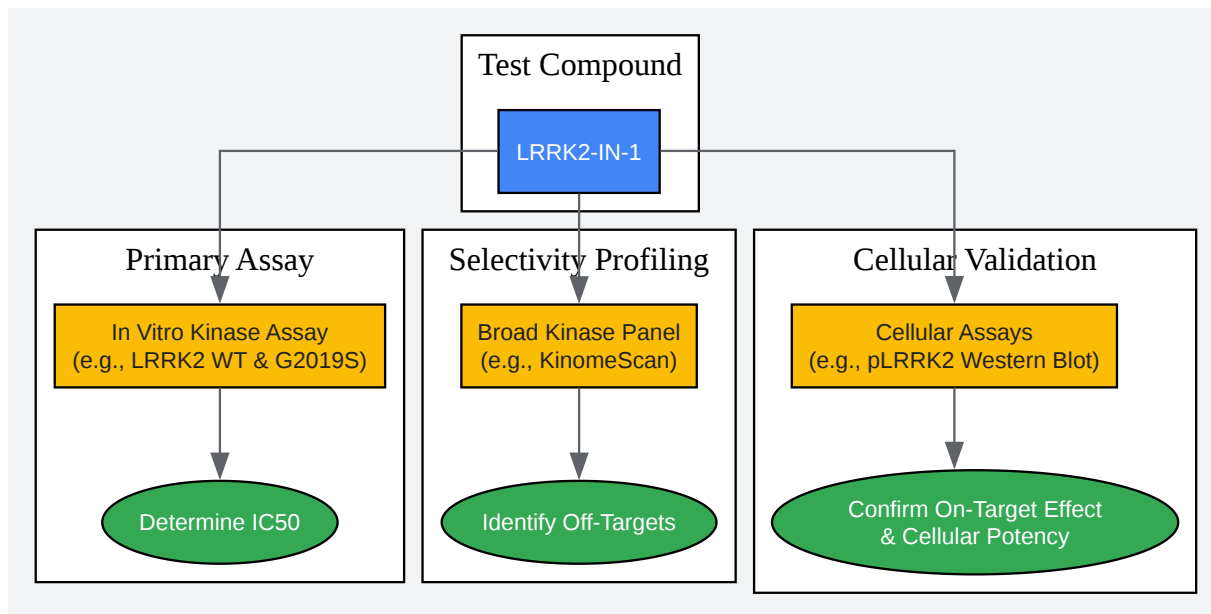 Test Compound
LRRK2-IN-1
Primary Assay
In Vitro Kinase Assay
(e.g., LRRK2 WT & G2019S)
Determine IC50
Selectivity Profiling
Broad Kinase Panel
(e.g., KinomeScan)
Identify Off-Targets
Cellular Validation
Cellular Assays
(e.g., pLRRK2 Western Blot)
Confirm On-Target Effect
& Cellular Potency